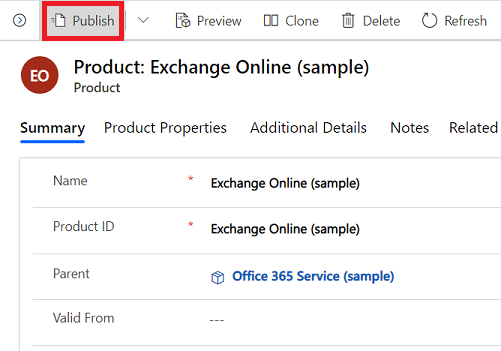 Publish Preview Clone Delete Refresh
EO Product: Exchange Online (sample)
Product
Summary Product Properties Additional Details Notes Related
Name * Exchange Online (sample)
Product ID * Exchange Online (sample)
Parent Office 365 Service (sample)
Valid From ---